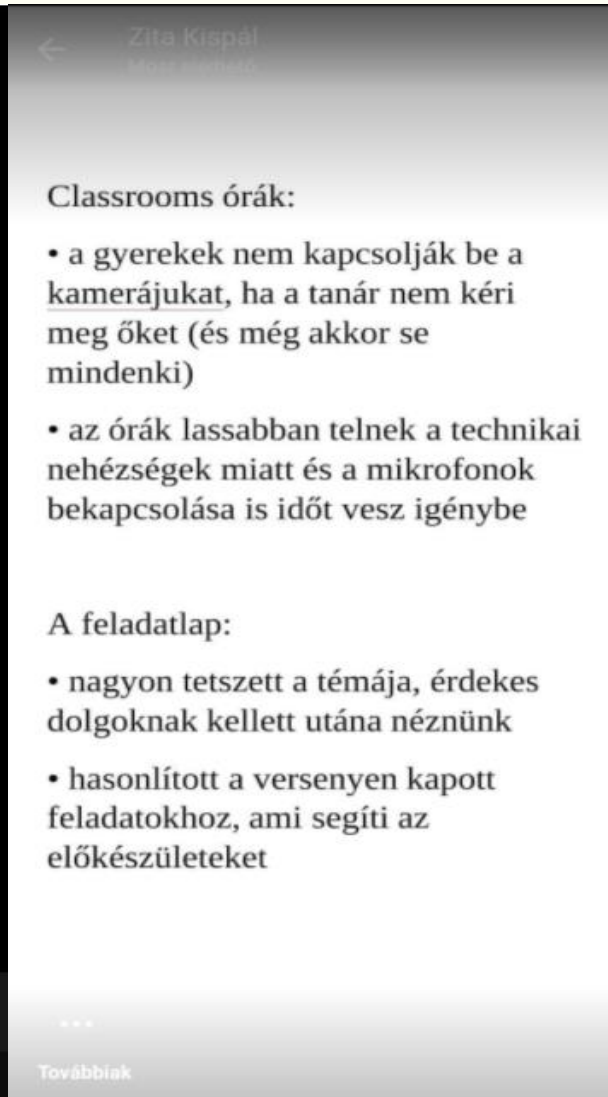 Zita Kispál
Most elérhető
Classrooms órák:
• a gyerekek nem kapcsolják be a
kamerájukat, ha a tanár nem kéri
meg őket (és még akkor se
mindenki)
• az órák lassabban telnek a technikai
nehézségek miatt és a mikrofonok
bekapcsolása is időt vesz igénybe
A feladatlap:
• nagyon tetszett a témája, érdekes
dolgoknak kellett utána néznünk
• hasonlított a versenyen kapott
feladatokhoz, ami segíti az
előkészületeket
Továbbiak